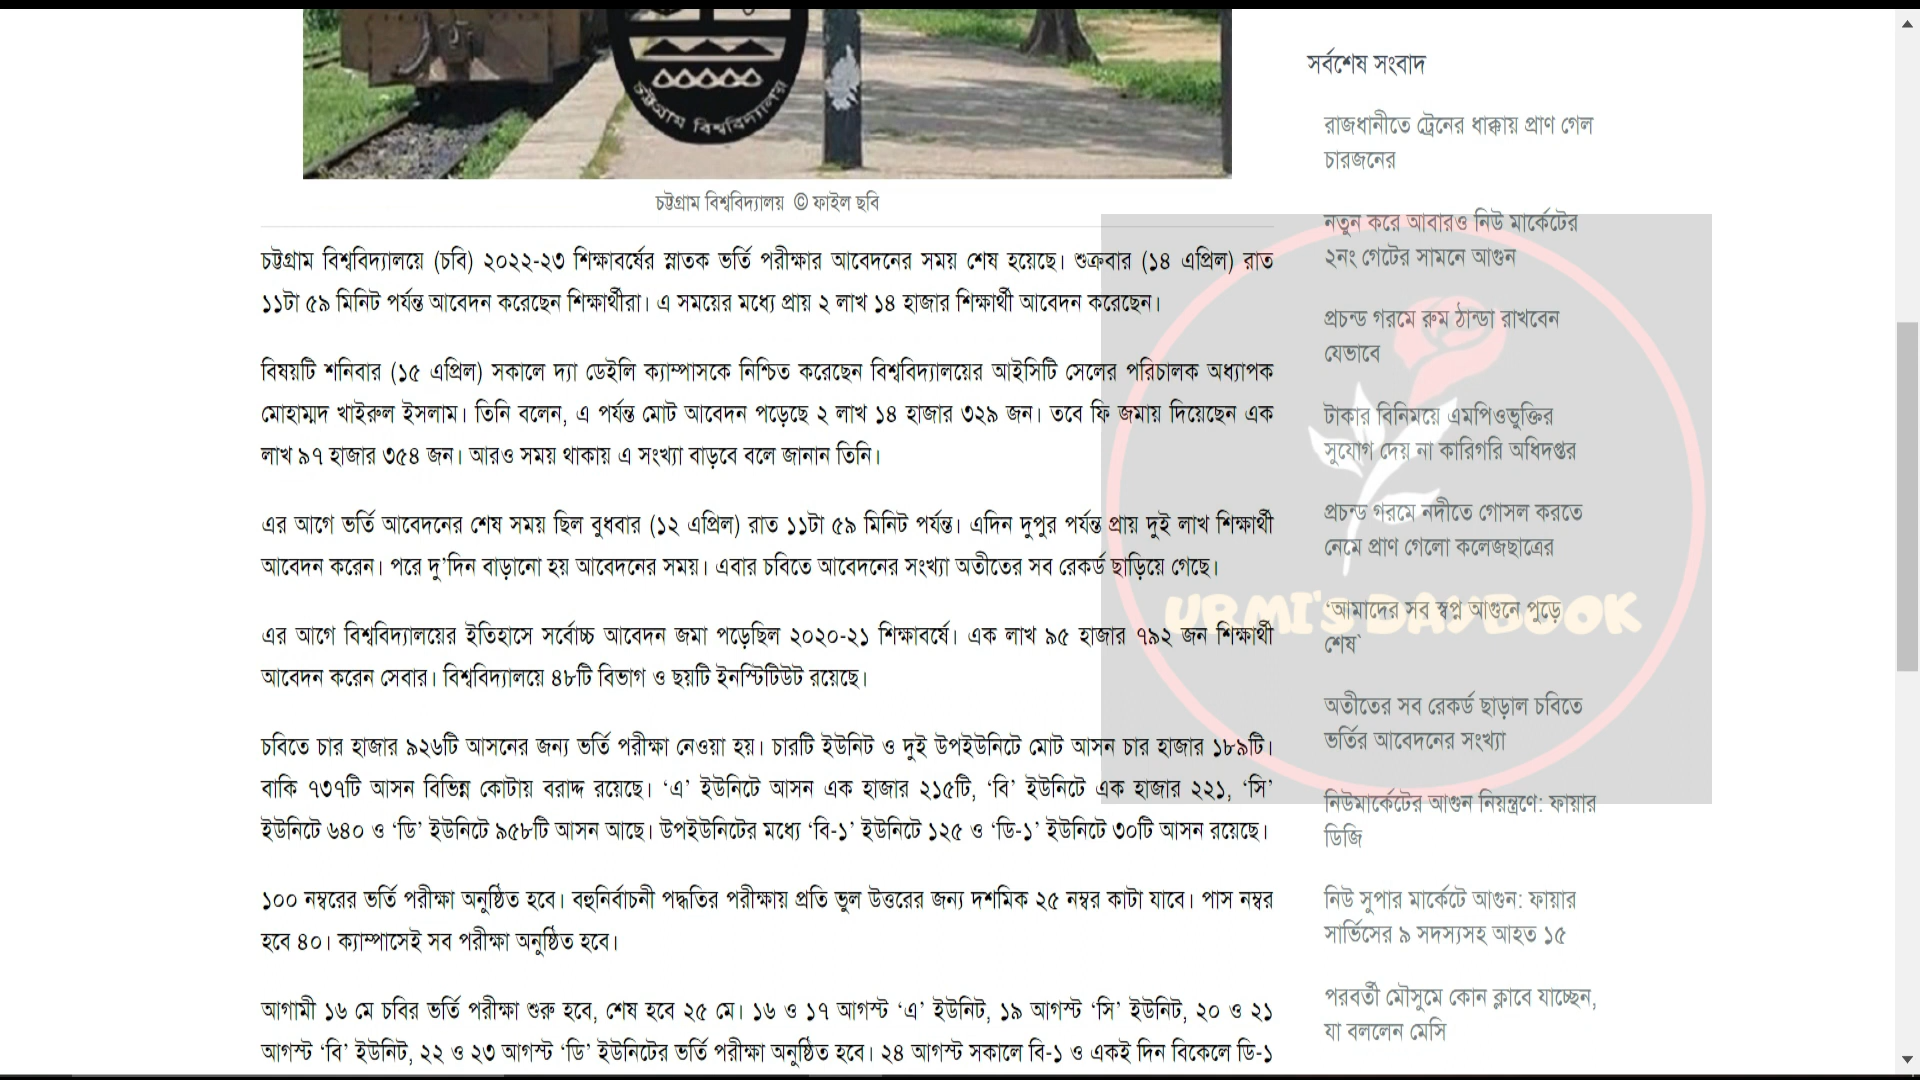 চট্টগ্রাম বিশ্ববিদ্যালয়
চট্টগ্রাম বিশ্ববিদ্যালয় © ফাইল ছবি
চট্টগ্রাম বিশ্ববিদ্যালয়ে (চবি) ২০২২-২৩ শিক্ষাবর্ষের স্নাতক ভর্তি পরীক্ষার আবেদনের সময় শেষ হয়েছে। শুক্রবার (১৪ এপ্রিল) রাত
১১টা ৫৯ মিনিট পর্যন্ত আবেদন করেছেন শিক্ষার্থীরা। এ সময়ের মধ্যে প্রায় ২ লাখ ১৪ হাজার শিক্ষার্থী আবেদন করেছেন।
বিষয়টি শনিবার (১৫ এপ্রিল) সকালে দ্যা ডেইলি ক্যাম্পাসকে নিশ্চিত করেছেন বিশ্ববিদ্যালয়ের আইসিটি সেলের পরিচালক অধ্যাপক
মোহাম্মদ খাইরুল ইসলাম। তিনি বলেন, এ পর্যন্ত মোট আবেদন পড়েছে ২ লাখ ১৪ হাজার ৩২৯ জন। তবে ফি জমায় দিয়েছেন এক
লাখ ৯৭ হাজার ৩৫৪ জন। আরও সময় থাকায় এ সংখ্যা বাড়বে বলে জানান তিনি।
এর আগে ভর্তি আবেদনের শেষ সময় ছিল বুধবার (১২ এপ্রিল) রাত ১১টা ৫৯ মিনিট পর্যন্ত। এদিন দুপুর পর্যন্ত প্রায় দুই লাখ শিক্ষার্থী
আবেদন করেন। পরে দু’দিন বাড়ানো হয় আবেদনের সময়। এবার চবিতে আবেদনের সংখ্যা অতীতের সব রেকর্ড ছাড়িয়ে গেছে।
এর আগে বিশ্ববিদ্যালয়ের ইতিহাসে সর্বোচ্চ আবেদন জমা পড়েছিল ২০২০-২১ শিক্ষাবর্ষে। এক লাখ ৯৫ হাজার ৭৯২ জন শিক্ষার্থী
আবেদন করেন সেবার। বিশ্ববিদ্যালয়ে ৪৮টি বিভাগ ও ছয়টি ইনস্টিটিউট রয়েছে।
চবিতে চার হাজার ৯২৬টি আসনের জন্য ভর্তি পরীক্ষা নেওয়া হয়। চারটি ইউনিট ও দুই উপইউনিটে মোট আসন চার হাজার ১৮৯টি।
বাকি ৭৩৭টি আসন বিভিন্ন কোটায় বরাদ্দ রয়েছে। ‘এ’ ইউনিটে আসন এক হাজার ২১৫টি, ‘বি’ ইউনিটে এক হাজার ২২১, ‘সি’
ইউনিটে ৬৪০ ও ‘ডি’ ইউনিটে ৯৫৮টি আসন আছে। উপইউনিটের মধ্যে ‘বি-১’ ইউনিটে ১২৫ ও ‘ডি-১’ ইউনিটে ৩০টি আসন রয়েছে।
১০০ নম্বরের ভর্তি পরীক্ষা অনুষ্ঠিত হবে। বহুনির্বাচনী পদ্ধতির পরীক্ষায় প্রতি ভুল উত্তরের জন্য দশমিক ২৫ নম্বর কাটা যাবে। পাস নম্বর
হবে ৪০। ক্যাম্পাসেই সব পরীক্ষা অনুষ্ঠিত হবে।
আগামী ১৬ মে চবির ভর্তি পরীক্ষা শুরু হবে, শেষ হবে ২৫ মে। ১৬ ও ১৭ আগস্ট ‘এ’ ইউনিট, ১৯ আগস্ট ‘সি’ ইউনিট, ২০ ও ২১
আগস্ট ‘বি’ ইউনিট, ২২ ও ২৩ আগস্ট ‘ডি’ ইউনিটের ভর্তি পরীক্ষা অনুষ্ঠিত হবে। ২৪ আগস্ট সকালে বি-১ ও একই দিন বিকেলে ডি-১
সর্বশেষ সংবাদ
রাজধানীতে ট্রেনের ধাক্কায় প্রাণ গেল
চারজনের
নতুন করে আবারও নিউ মার্কেটের
২নং গেটের সামনে আগুন
প্রচন্ড গরমে রুম ঠান্ডা রাখবেন
যেভাবে
টাকার বিনিময়ে এমপিওভুক্তির
সুযোগ দেয় না কারিগরি অধিদপ্তর
প্রচন্ড গরমে নদীতে গোসল করতে
নেমে প্রাণ গেলো কলেজছাত্রের
‘আমাদের সব স্বপ্ন আগুনে পুড়ে
শেষ`
অতীতের সব রেকর্ড ছাড়াল চবিতে
ভর্তির আবেদনের সংখ্যা
নিউমার্কেটের আগুন নিয়ন্ত্রণে: ফায়ার
ডিজি
নিউ সুপার মার্কেটে আগুন: ফায়ার
সার্ভিসের ৯ সদস্যসহ আহত ১৫
পরবর্তী মৌসুমে কোন ক্লাবে যাচ্ছেন,
যা বললেন মেসি
URMI's DAYBOOK